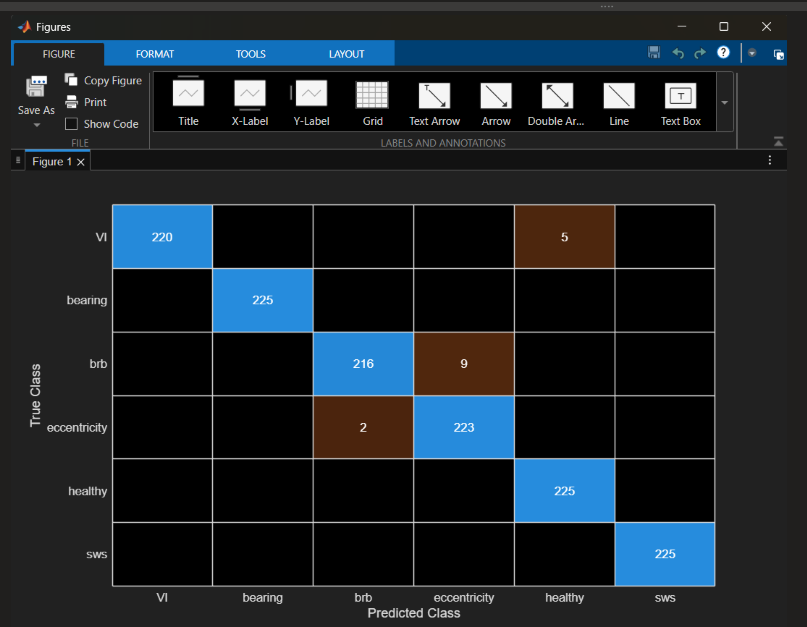 Figures
FIGURE FORMAT TOOLS LAYOUT
Save As
Copy Figure
Print
Show Code
FILE
Title X-Label Y-Label Grid Text Arrow Arrow Double Ar... Line Text Box
LABELS AND ANNOTATIONS
Figure 1
True Class
VI 220 5
bearing 225
brb 216 9
eccentricity 2 223
healthy 225
sws 225
VI bearing brb eccentricity healthy sws
Predicted Class